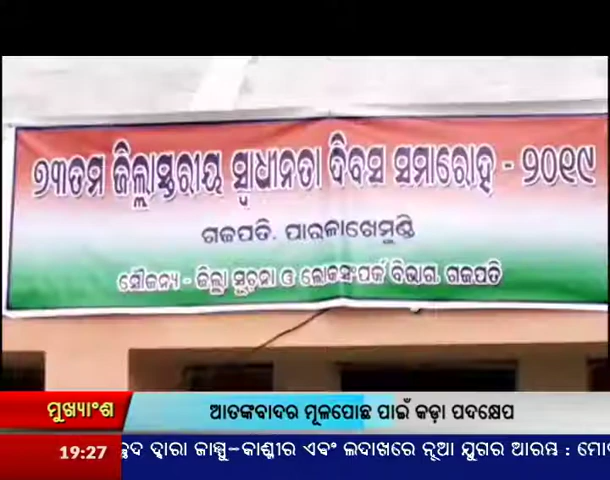 ୭୩ତମ ଜିଲ୍ଲାସ୍ତରୀୟ ସ୍ୱାଧୀନତା ଦିବସ ସମାରୋହ - ୨୦୧୯
ଗଜପତି, ପାରଳାଖେମୁଣ୍ଡି
ସୌଜନ୍ୟ - ଜିଲ୍ଲା ସୂଚନା ଓ ଲୋକସଂପର୍କ ବିଭାଗ, ଗଜପତି
ମୁଖ୍ୟାଂଶ ଆତଙ୍କବାଦର ମୂଳପୋଛ ପାଇଁ କଡ଼ା ପଦକ୍ଷେପ
19:27 ଚ୍ଛେଦ ଦ୍ୱାରା ଜାମ୍ମୁ-କାଶ୍ମୀର ଏବଂ ଲଦାଖରେ ନୂଆ ଯୁଗର ଆରମ୍ଭ : ମୋଦ